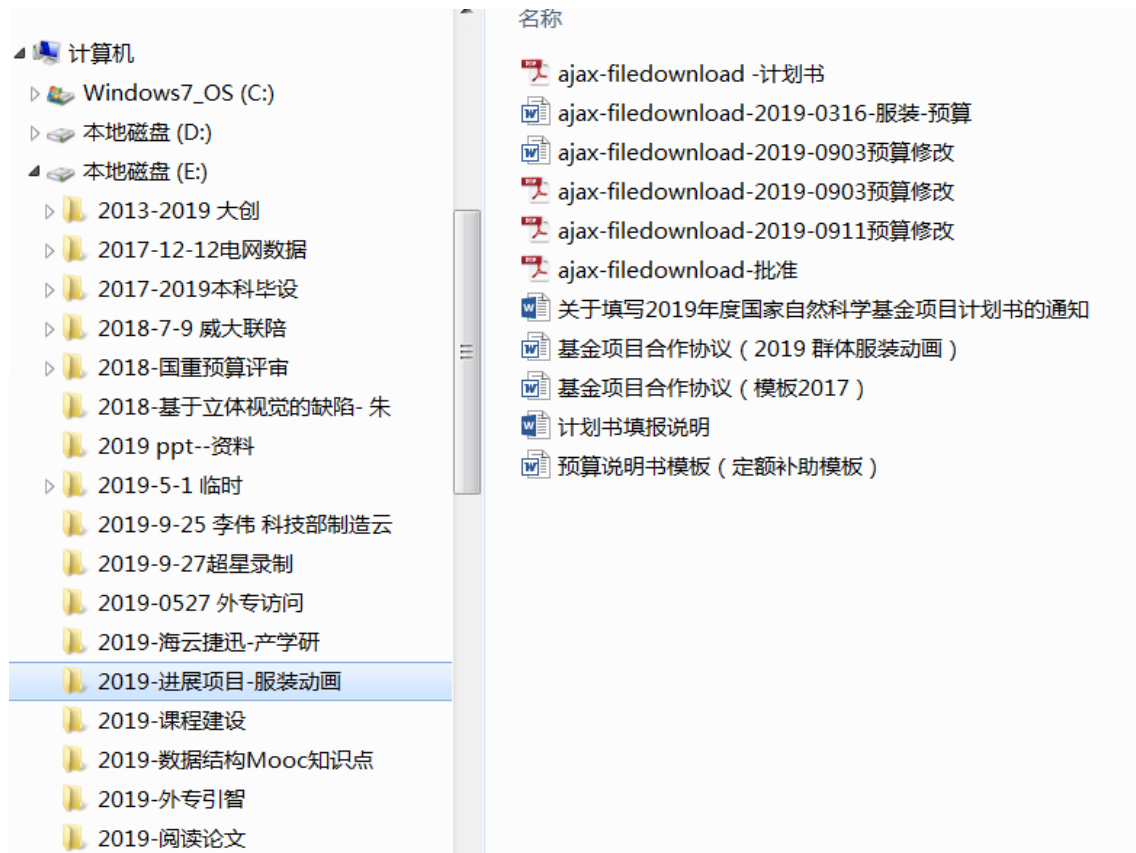 计算机
Windows7_OS (C:)
本地磁盘 (D:)
本地磁盘 (E:)
2013-2019 大创
2017-12-12电网数据
2017-2019本科毕设
2018-7-9 威大联陪
2018-国重预算评审
2018-基于立体视觉的缺陷- 朱
2019 ppt--资料
2019-5-1 临时
2019-9-25 李伟 科技部制造云
2019-9-27超星录制
2019-0527 外专访问
2019-海云捷迅-产学研
2019-进展项目-服装动画
2019-课程建设
2019-数据结构Mooc知识点
2019-外专引智
2019-阅读论文
名称
ajax-filedownload -计划书
ajax-filedownload-2019-0316-服装-预算
ajax-filedownload-2019-0903预算修改
ajax-filedownload-2019-0903预算修改
ajax-filedownload-2019-0911预算修改
ajax-filedownload-批准
关于填写2019年度国家自然科学基金项目计划书的通知
基金项目合作协议（2019 群体服装动画）
基金项目合作协议（模板2017）
计划书填报说明
预算说明书模板（定额补助模板）